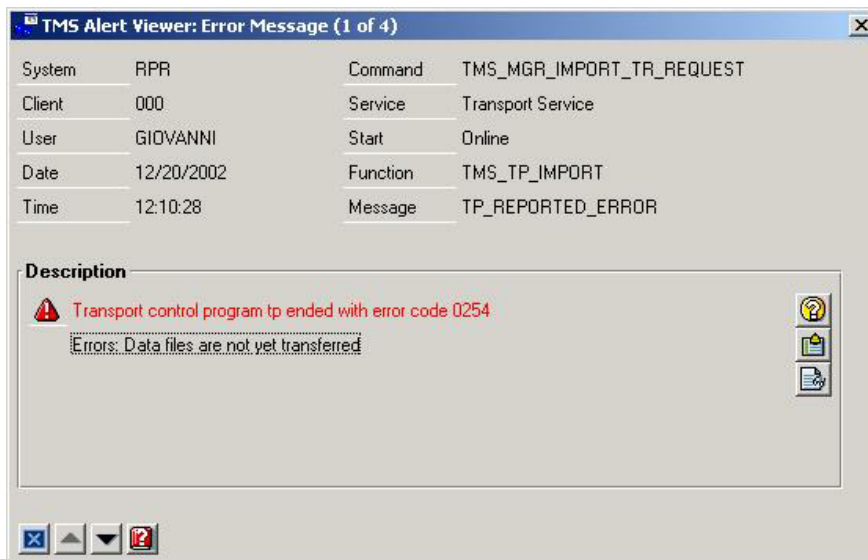 TMS Alert Viewer: Error Message (1 of 4)
System RPR Command TMS_MGR_IMPORT_TR_REQUEST
Client 000 Service Transport Service
User GIOVANNI Start Online
Date 12/20/2002 Function TMS_TP_IMPORT
Time 12:10:28 Message TP_REPORTED_ERROR
Description
Transport control program tp ended with error code 0254
Errors: Data files are not yet transferred